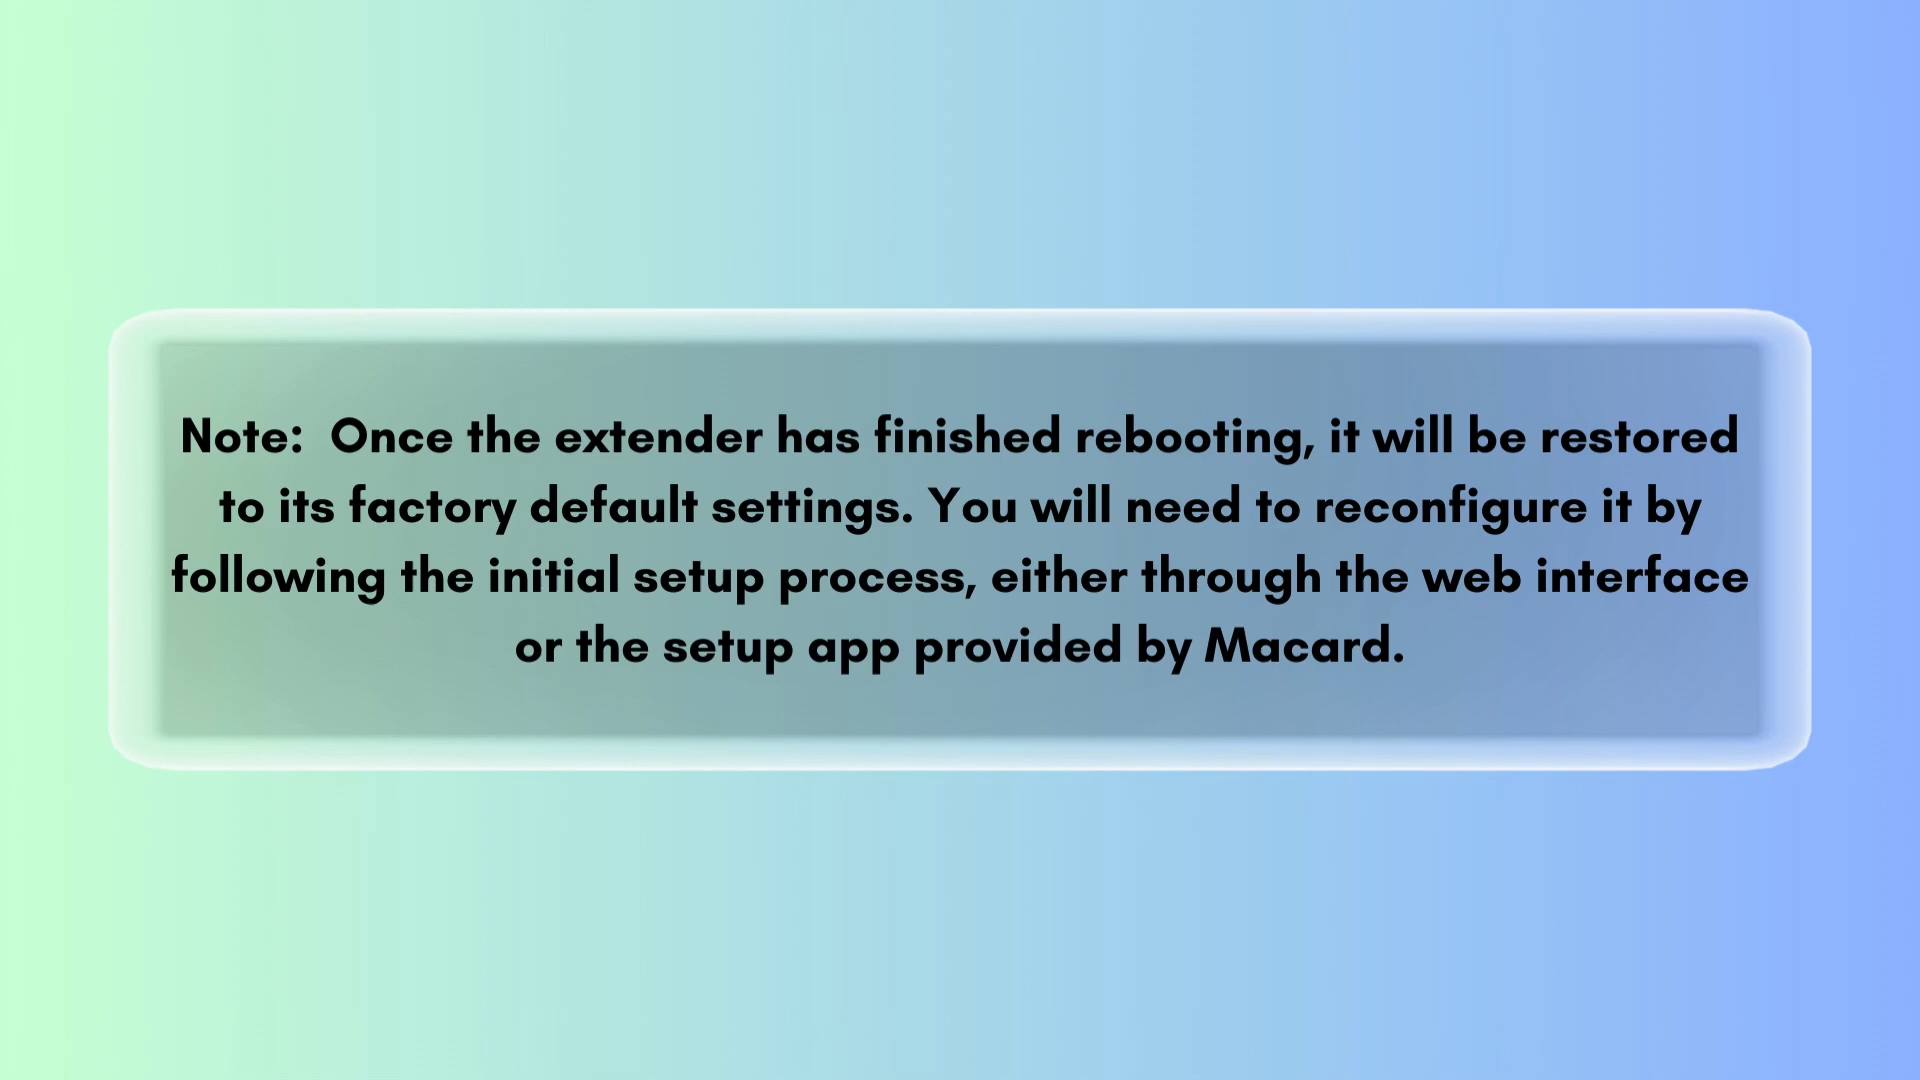 Note:  Once the extender has finished rebooting, it will be restored
to its factory default settings. You will need to reconfigure it by
following the initial setup process, either through the web interface
or the setup app provided by Macard.